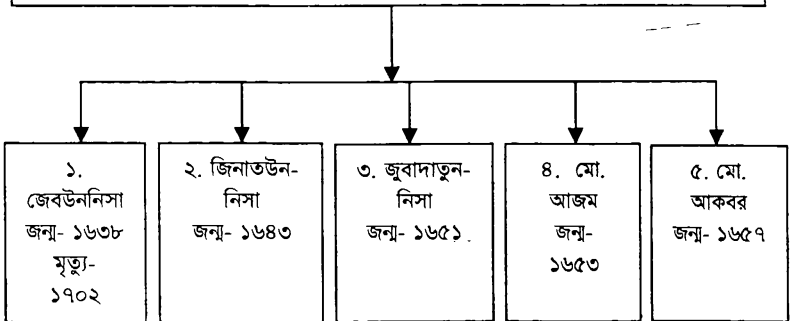 ১.
জেবউননিসা
জন্ম- ১৬৩৮
মৃত্যু-
১৭০২
২. জিনাতউন-
নিসা
জন্ম- ১৬৪৩
৩. জুবাদাতুন-
নিসা
জন্ম- ১৬৫১
৪. মো.
আজম
জন্ম-
১৬৫৩
৫. মো.
আকবর
জন্ম- ১৬৫৭